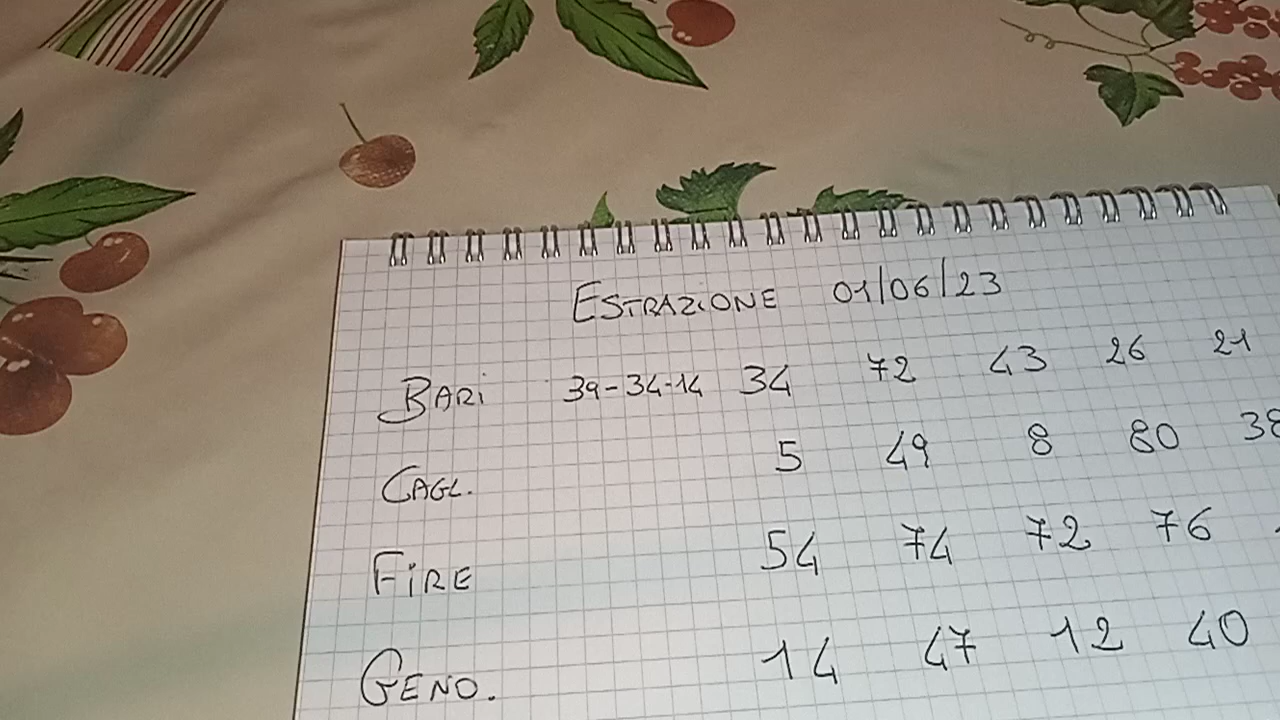 ESTRAZIONE 01/06/23
BARI 39-34-14 34 72 43 26 21
CAGL. 5 49 8 80 38
FIRE 54 74 72 76
GENO. 14 47 12 40